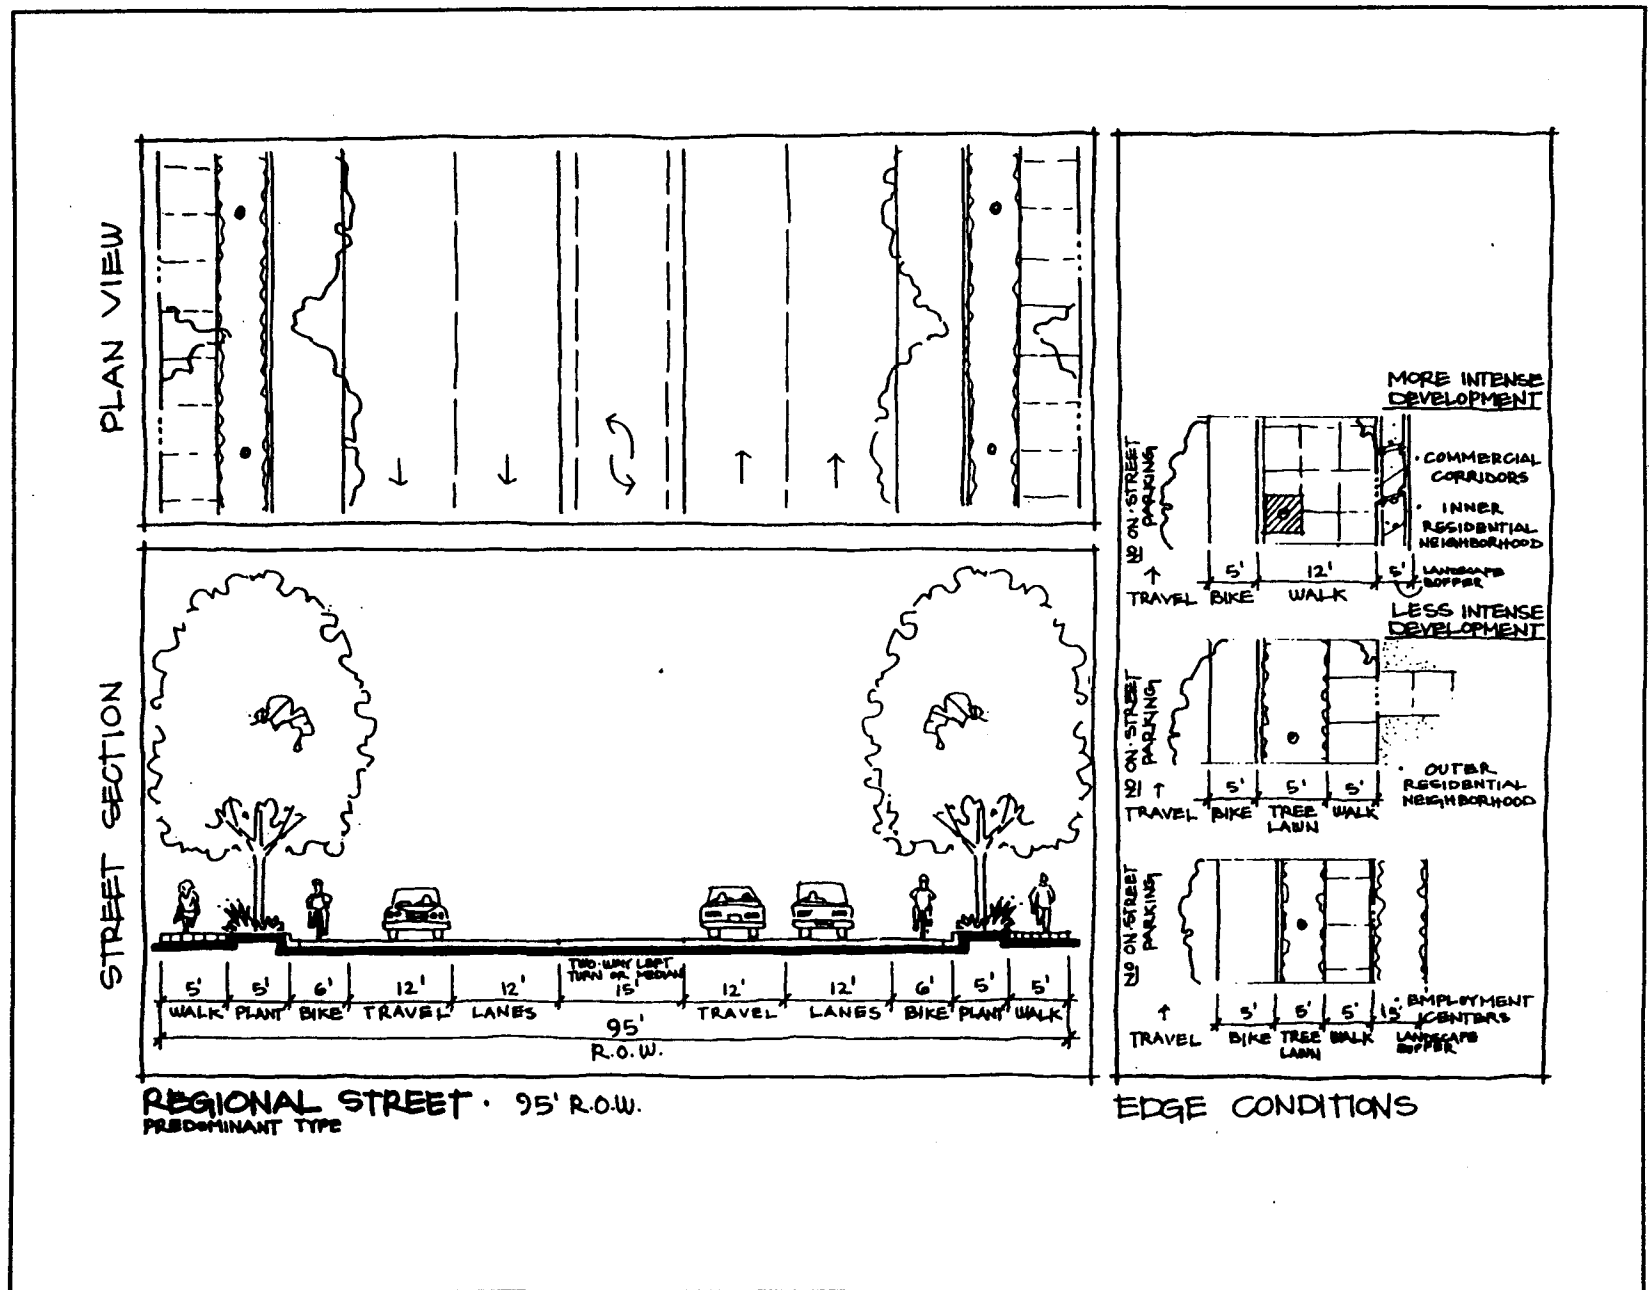 PLAN VIEW
STREET SECTION
TWO-WAY LEFT
TURN OR MEDIAN
5' 5' 6' 12' 12' 15' 12' 12' 6' 5' 5'
WALK PLANT BIKE TRAVEL LANES TRAVEL LANES BIKE PLANT WALK
95'
R.O.W.
REGIONAL STREET · 95' R.O.W.
PREDOMINANT TYPE
MORE INTENSE
DEVELOPMENT
NO ON-STREET
PARKING
· COMMERCIAL
CORRIDORS
· INNER
RESIDENTIAL
NEIGHBORHOOD
5' 12' 5' LANDSCAPE
BUFFER
TRAVEL BIKE WALK
LESS INTENSE
DEVELOPMENT
NO ON-STREET
PARKING
· OUTER
RESIDENTIAL
NEIGHBORHOOD
5' 5' 5'
TRAVEL BIKE TREE WALK
LAWN
NO ON-STREET
PARKING
· EMPLOYMENT
CENTERS
5' 5' 5' 15'
TRAVEL BIKE TREE WALK LANDSCAPE
LAWN BUFFER
EDGE CONDITIONS